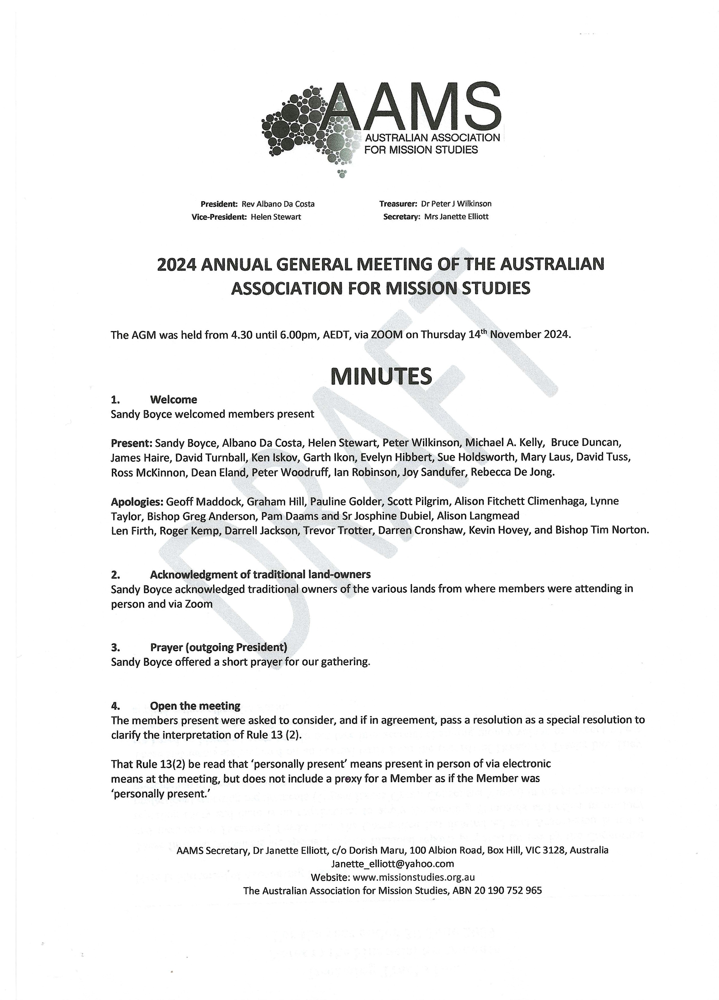 AAMS
AUSTRALIAN ASSOCIATION
FOR MISSION STUDIES
President: Rev Albano Da Costa Treasurer: Dr Peter J Wilkinson
Vice-President: Helen Stewart Secretary: Mrs Janette Elliott
2024 ANNUAL GENERAL MEETING OF THE AUSTRALIAN
ASSOCIATION FOR MISSION STUDIES
The AGM was held from 4.30 until 6.00pm, AEDT, via ZOOM on Thursday 14th November 2024.
MINUTES
1. Welcome
Sandy Boyce welcomed members present
Present: Sandy Boyce, Albano Da Costa, Helen Stewart, Peter Wilkinson, Michael A. Kelly, Bruce Duncan,
James Haire, David Turnball, Ken Iskov, Garth Ikon, Evelyn Hibbert, Sue Holdsworth, Mary Laus, David Tuss,
Ross McKinnon, Dean Eland, Peter Woodruff, Ian Robinson, Joy Sandufer, Rebecca De Jong.
Apologies: Geoff Maddock, Graham Hill, Pauline Golder, Scott Pilgrim, Alison Fitchett Climenhaga, Lynne
Taylor, Bishop Greg Anderson, Pam Daams and Sr Josphine Dubiel, Alison Langmead
Len Firth, Roger Kemp, Darrell Jackson, Trevor Trotter, Darren Cronshaw, Kevin Hovey, and Bishop Tim Norton.
2. Acknowledgment of traditional land-owners
Sandy Boyce acknowledged traditional owners of the various lands from where members were attending in
person and via Zoom
3. Prayer (outgoing President)
Sandy Boyce offered a short prayer for our gathering.
4. Open the meeting
The members present were asked to consider, and if in agreement, pass a resolution as a special resolution to
clarify the interpretation of Rule 13 (2).
That Rule 13(2) be read that ‘personally present’ means present in person of via electronic
means at the meeting, but does not include a proxy for a Member as if the Member was
‘personally present.’
AAMS Secretary, Dr Janette Elliott, c/o Dorish Maru, 100 Albion Road, Box Hill, VIC 3128, Australia
Janette_elliott@yahoo.com
Website: www.missionstudies.org.au
The Australian Association for Mission Studies, ABN 20 190 752 965
DRAFT